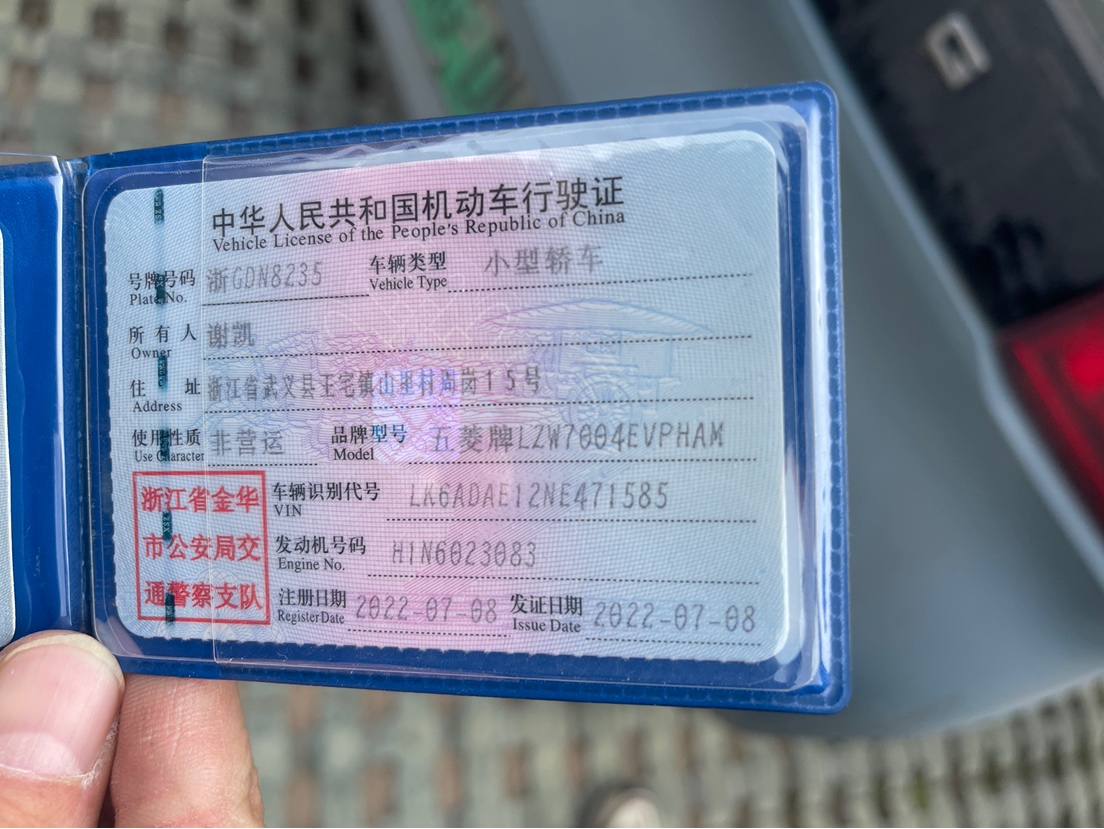 中华人民共和国机动车行驶证
Vehicle License of the People's Republic of China
号牌号码 浙GDN8235 车辆类型 小型轿车
Plate No. Vehicle Type
所有人 谢凯
Owner
住址 浙江省武义县王宅镇山里村周岗15号
Address
使用性质 非营运 品牌型号 五菱牌LZW7004EVPHAM
Use Character Model
浙江省金华
市公安局交
通警察支队
车辆识别代号 LK6ADAE12NE471585
VIN
发动机号码 H1N6023083
Engine No.
注册日期 2022-07-08 发证日期 2022-07-08
Register Date Issue Date